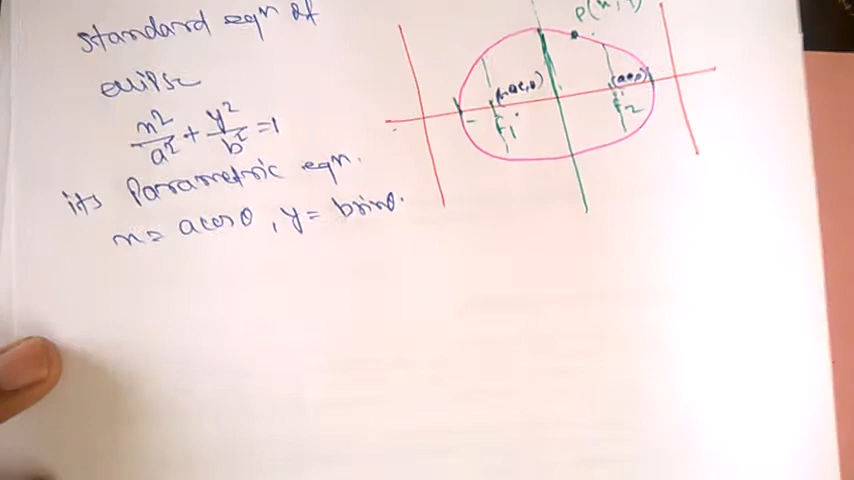 standard eqn of
ellipse
x²/a² + y²/b² = 1
its Parametric eqn.
x = a cos θ, y = b sin θ.
P(x, y)
(-ae,0)
(ae,0)
F1
F2